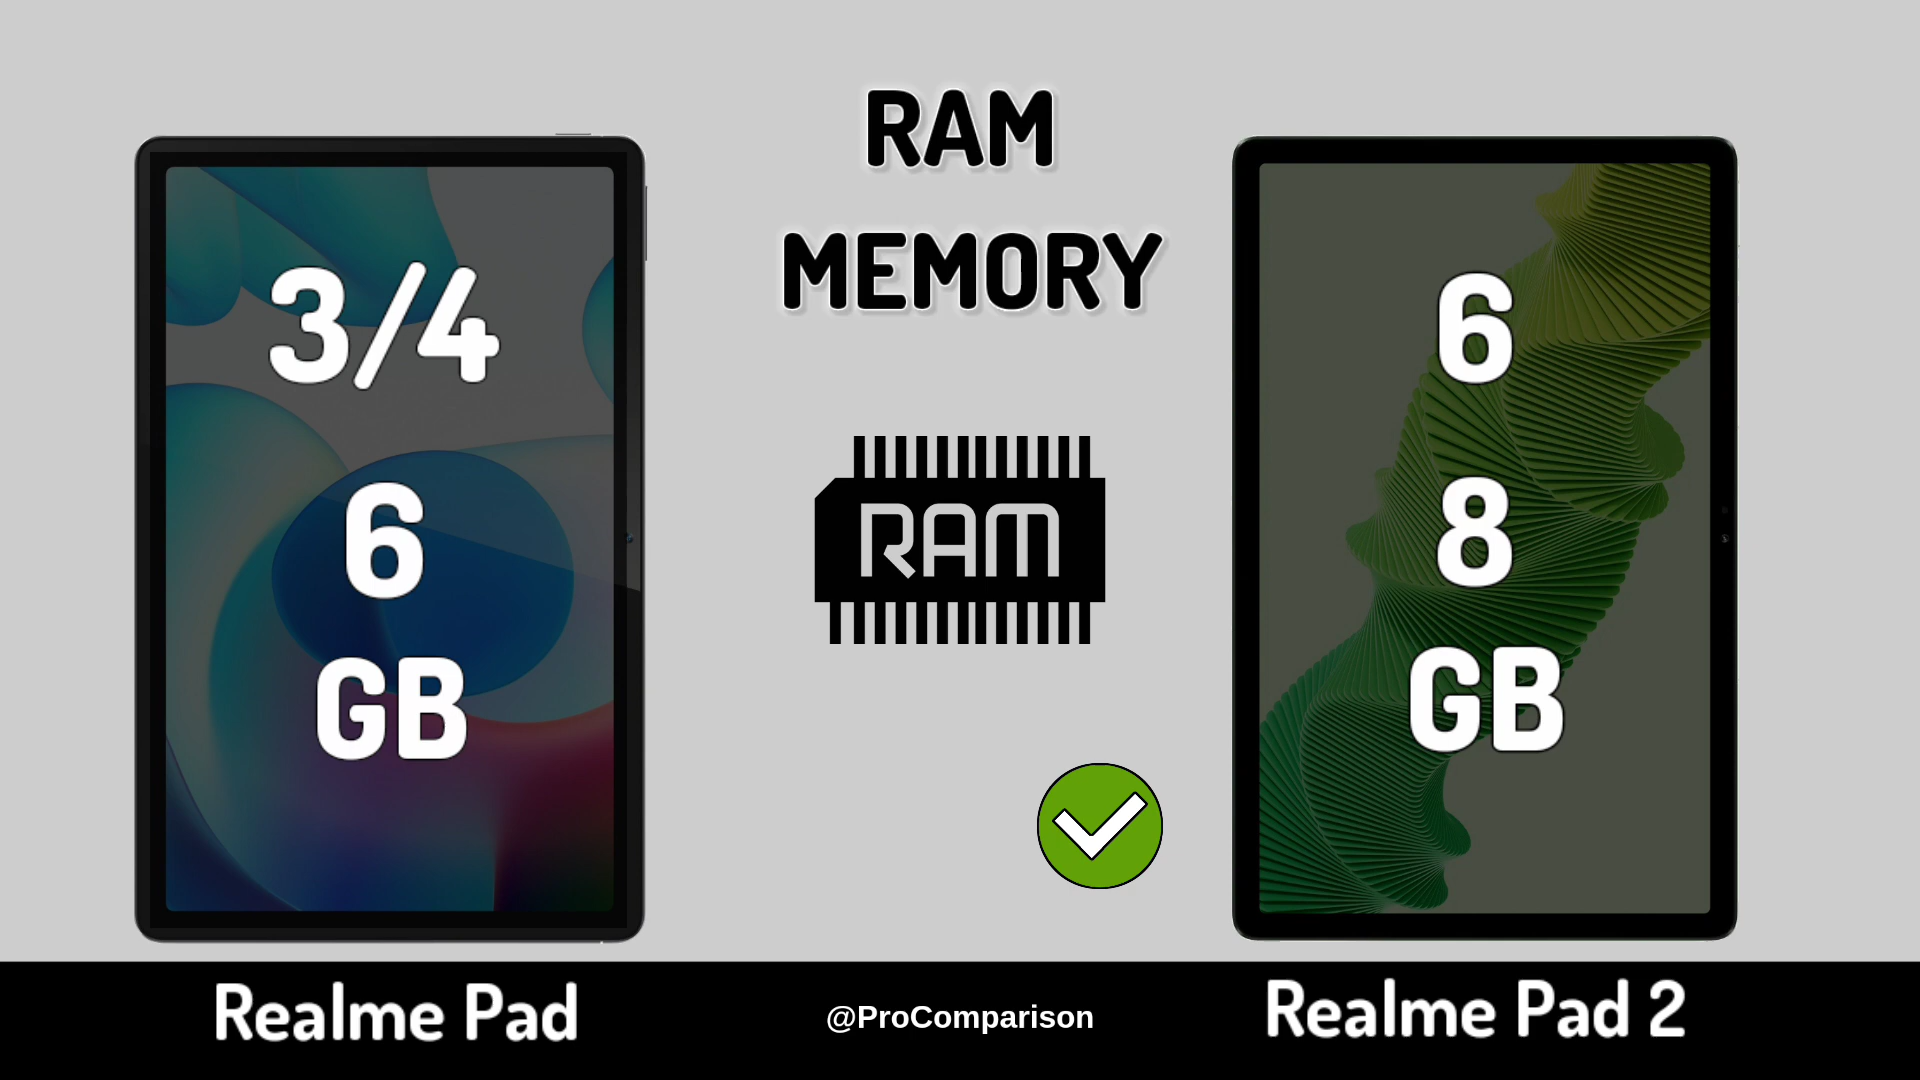 RAM
MEMORY
3/4
6
GB
RAM
6
8
GB
Realme Pad
@ProComparison
Realme Pad 2